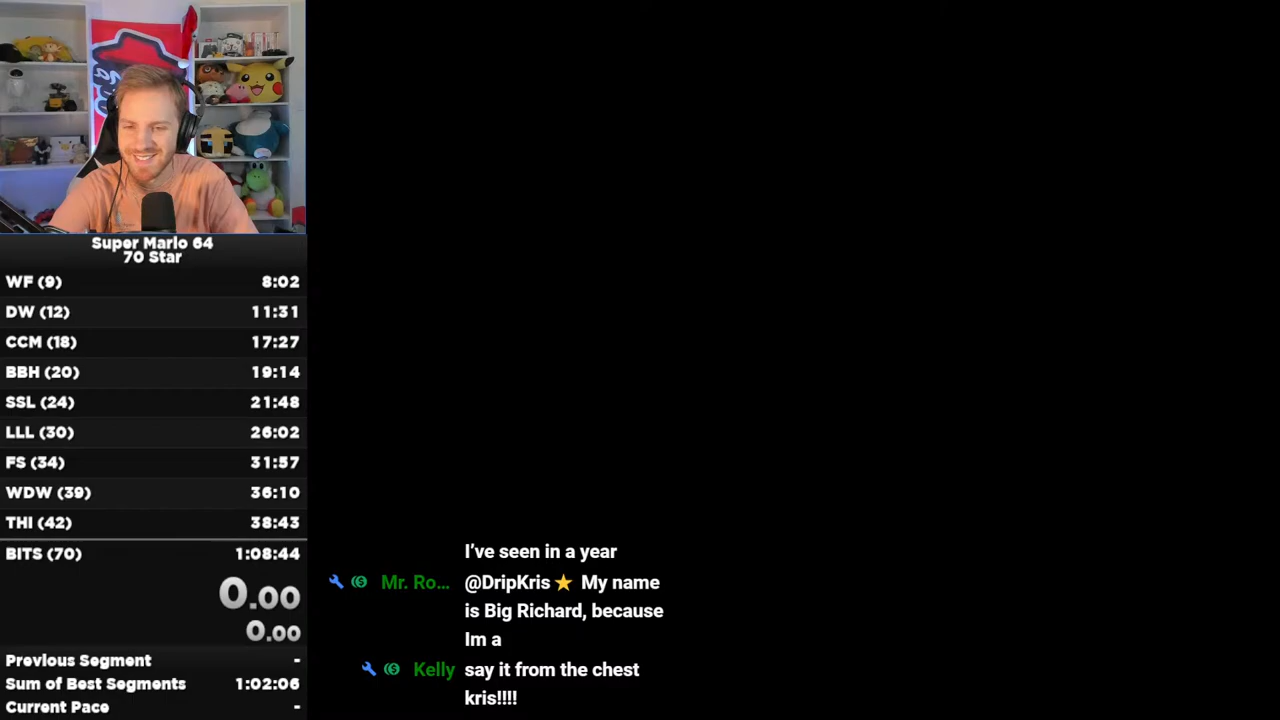 Super Mario 64
70 Star
WF (9) 8:02
DW (12) 11:31
CCM (18) 17:27
BBH (20) 19:14
SSL (24) 21:48
LLL (30) 26:02
FS (34) 31:57
WDW (39) 36:10
THI (42) 38:43
BITS (70) 1:08:44
0.00
0.00
Previous Segment -
Sum of Best Segments 1:02:06
Current Pace -
I’ve seen in a year
Mr. Ro... @DripKris⭐ My name
is Big Richard, because
Im a
Kelly say it from the chest
kris!!!!